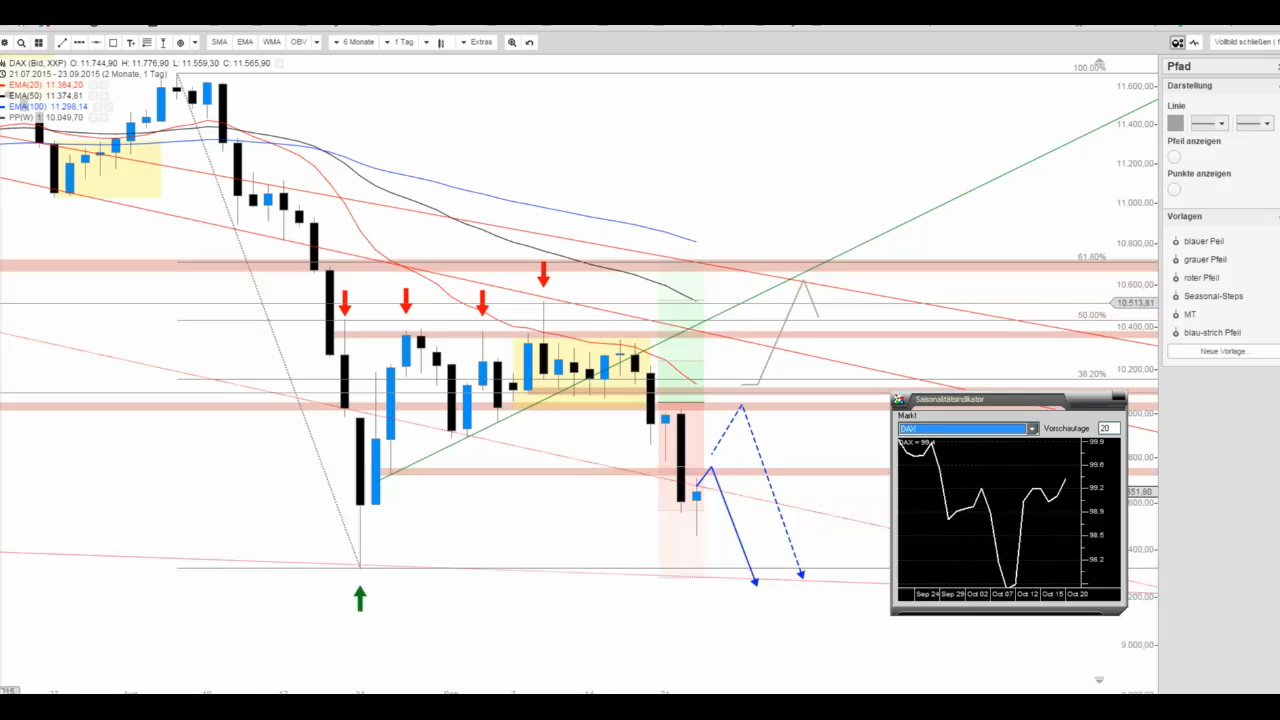 SMA EMA WMA OBV 6 Monate 1 Tag Extras Vollbild schließen (
DAX (Bid, XXP) O: 11.744,90 H: 11.776,90 L: 11.559,30 C: 11.565,90
21.07.2015 - 23.09.2015 (2 Monate, 1 Tag)
EMA(20) 11.384,20
EMA(50) 11.374,81
EMA(100) 11.298,14
PP(W) 1: 10.049,70
100.00%
61.80%
50.00%
38.20%
11.600,00
11.400,00
11.200,00
11.000,00
10.800,00
10.600,00
10.513,81
10.400,00
10.200,00
9.000,00
Pfad
Darstellung
Linie
Pfeil anzeigen
Punkte anzeigen
Vorlagen
blauer Peil
grauer Pfeil
roter Pfeil
Seasonal-Steps
MT
blau-strich Pfeil
Neue Vorlage...
Saisonalitätsindikator
Markt
DAX Vorschautage 20
DAX = 99,4
99.9
99.6
99.2
98.9
98.5
98.2
Sep 24 Sep 29 Oct 02 Oct 07 Oct 12 Oct 15 Oct 20